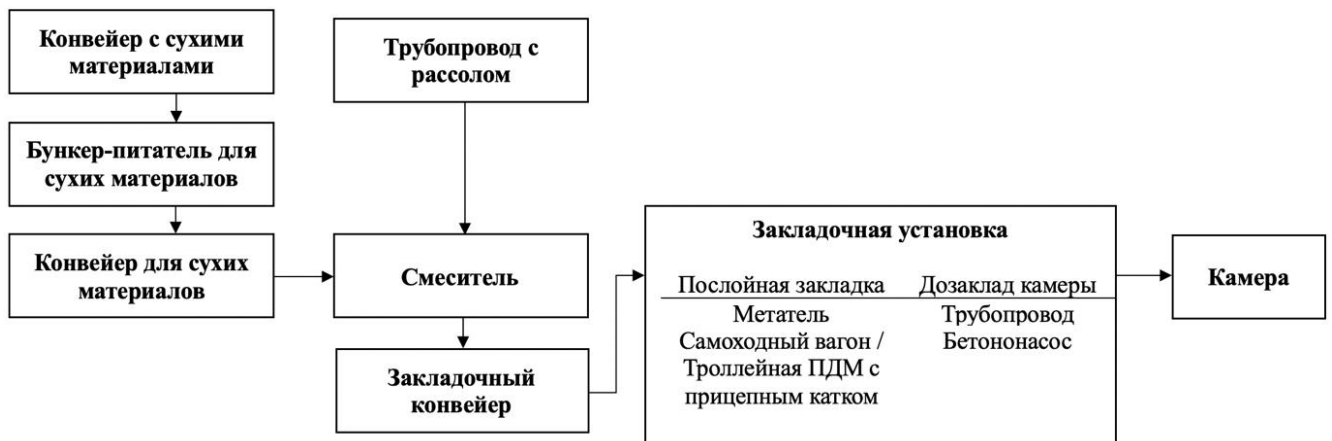 Конвейер с сухими
материалами
Трубопровод с
рассолом
Бункер-питатель для
сухих материалов
Конвейер для сухих
материалов
Смеситель
Закладочный
конвейер
Закладочная установка
Послойная закладка
Дозаклад камеры
Метатель
Самоходный вагон /
Троллейная ПДМ с
прицепным катком
Трубопровод
Бетононасос
Камера